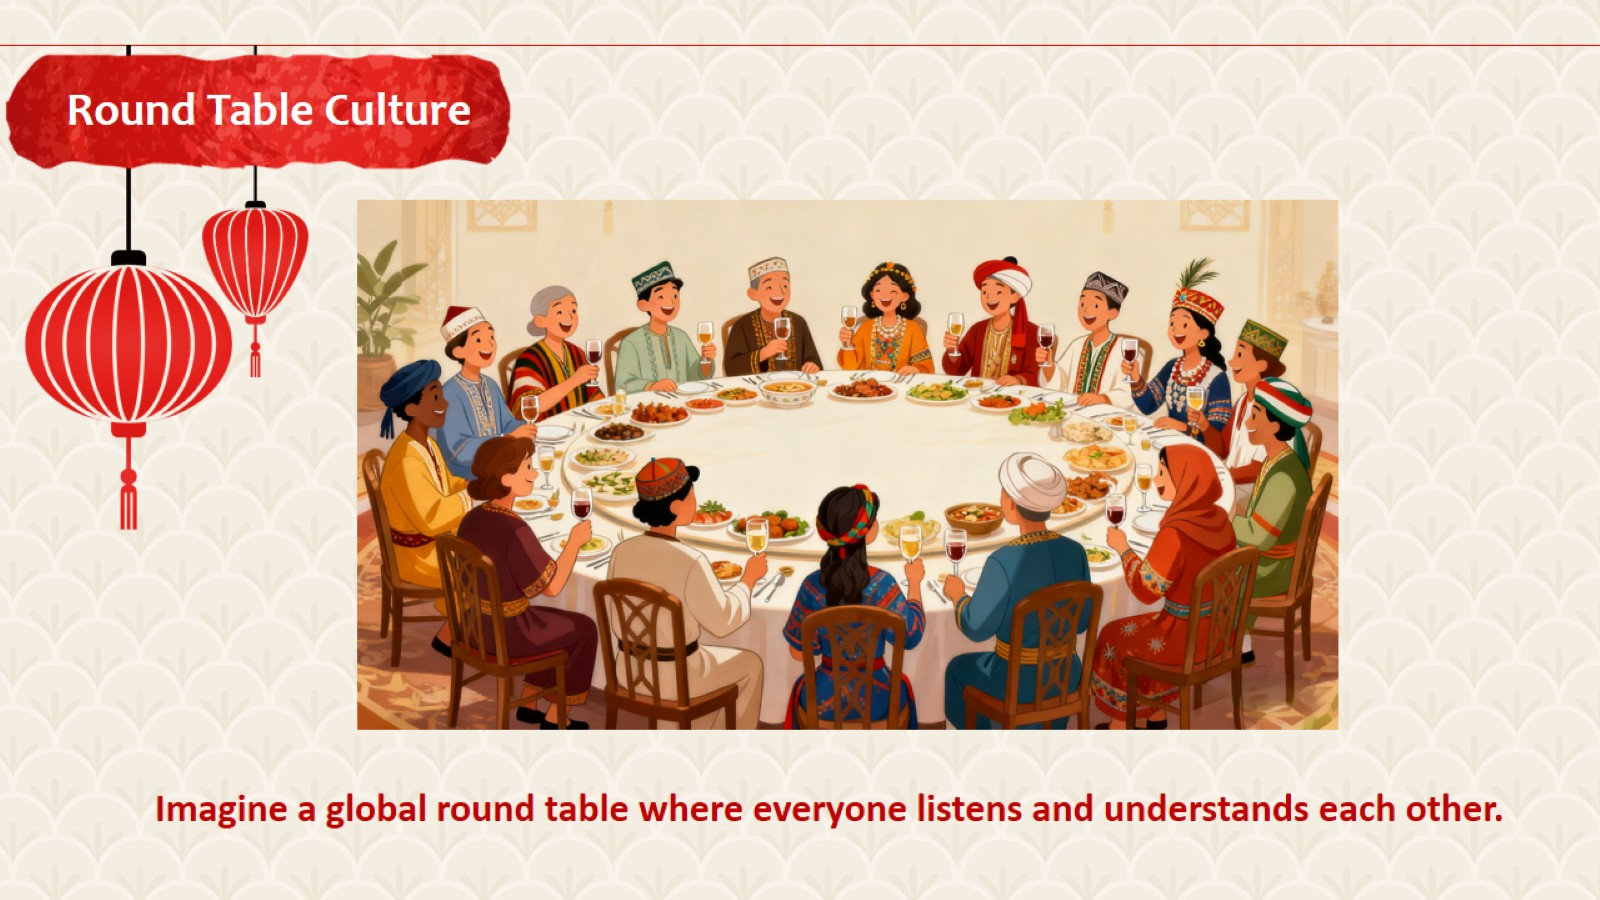 Round Table Culture
Imagine a global round table where everyone listens and understands each other.